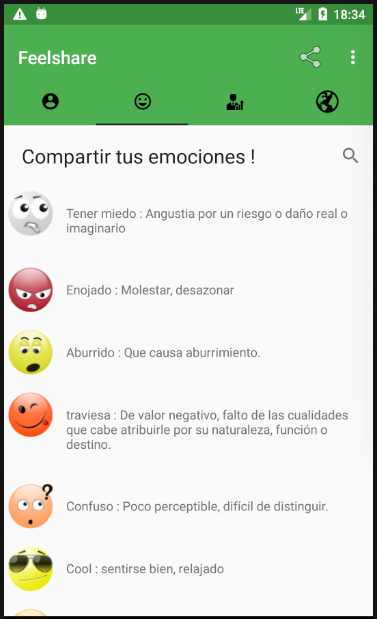 LTE 18:34
Feelshare
Compartir tus emociones !
Tener miedo : Angustia por un riesgo o daño real o
imaginario
Enojado : Molestar, desazonar
Aburrido : Que causa aburrimiento.
traviesa : De valor negativo, falto de las cualidades
que cabe atribuirle por su naturaleza, función o
destino.
?
Confuso : Poco perceptible, difícil de distinguir.
Cool : sentirse bien, relajado